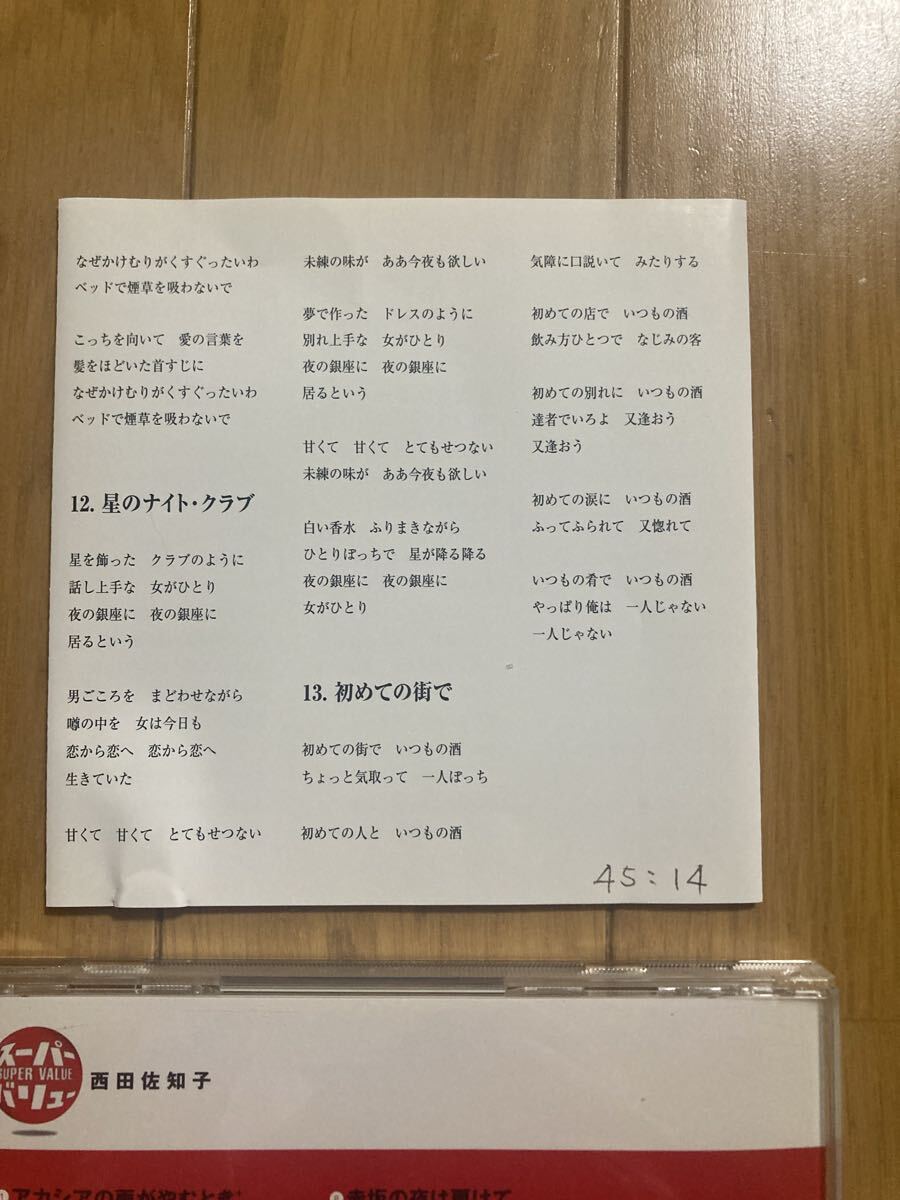 なぜかけむりがくすぐったいわ
ベッドで煙草を吸わないで
こっちを向いて　愛の言葉を
髪をほどいた首すじに
なぜかけむりがくすぐったいわ
ベッドで煙草を吸わないで
12. 星のナイト・クラブ
星を飾った　クラブのように
話し上手な　女がひとり
夜の銀座に　夜の銀座に
居るという
男ごころを　まどわせながら
噂の中を　女は今日も
恋から恋へ　恋から恋へ
生きていた
甘くて　甘くて　とてもせつない
未練の味が　ああ今夜も欲しい
夢で作った　ドレスのように
別れ上手な　女がひとり
夜の銀座に　夜の銀座に
居るという
甘くて　甘くて　とてもせつない
未練の味が　ああ今夜も欲しい
白い香水　ふりまきながら
ひとりぼっちで　星が降る降る
夜の銀座に　夜の銀座に
女がひとり
13. 初めての街で
初めての街で　いつもの酒
ちょっと気取って　一人ぼっち
初めての人と　いつもの酒
気障に口説いて　みたりする
初めての店で　いつもの酒
飲み方ひとつで　なじみの客
初めての別れに　いつもの酒
達者でいろよ　又逢おう
又逢おう
初めての涙に　いつもの酒
ふってふられて　又惚れて
いつもの肴で　いつもの酒
やっぱり俺は　一人じゃない
一人じゃない
45:14
スーパー
SUPER VALUE
バリュー
西田佐知子
アカシアの雨がやむとき
赤坂の夜は更けて